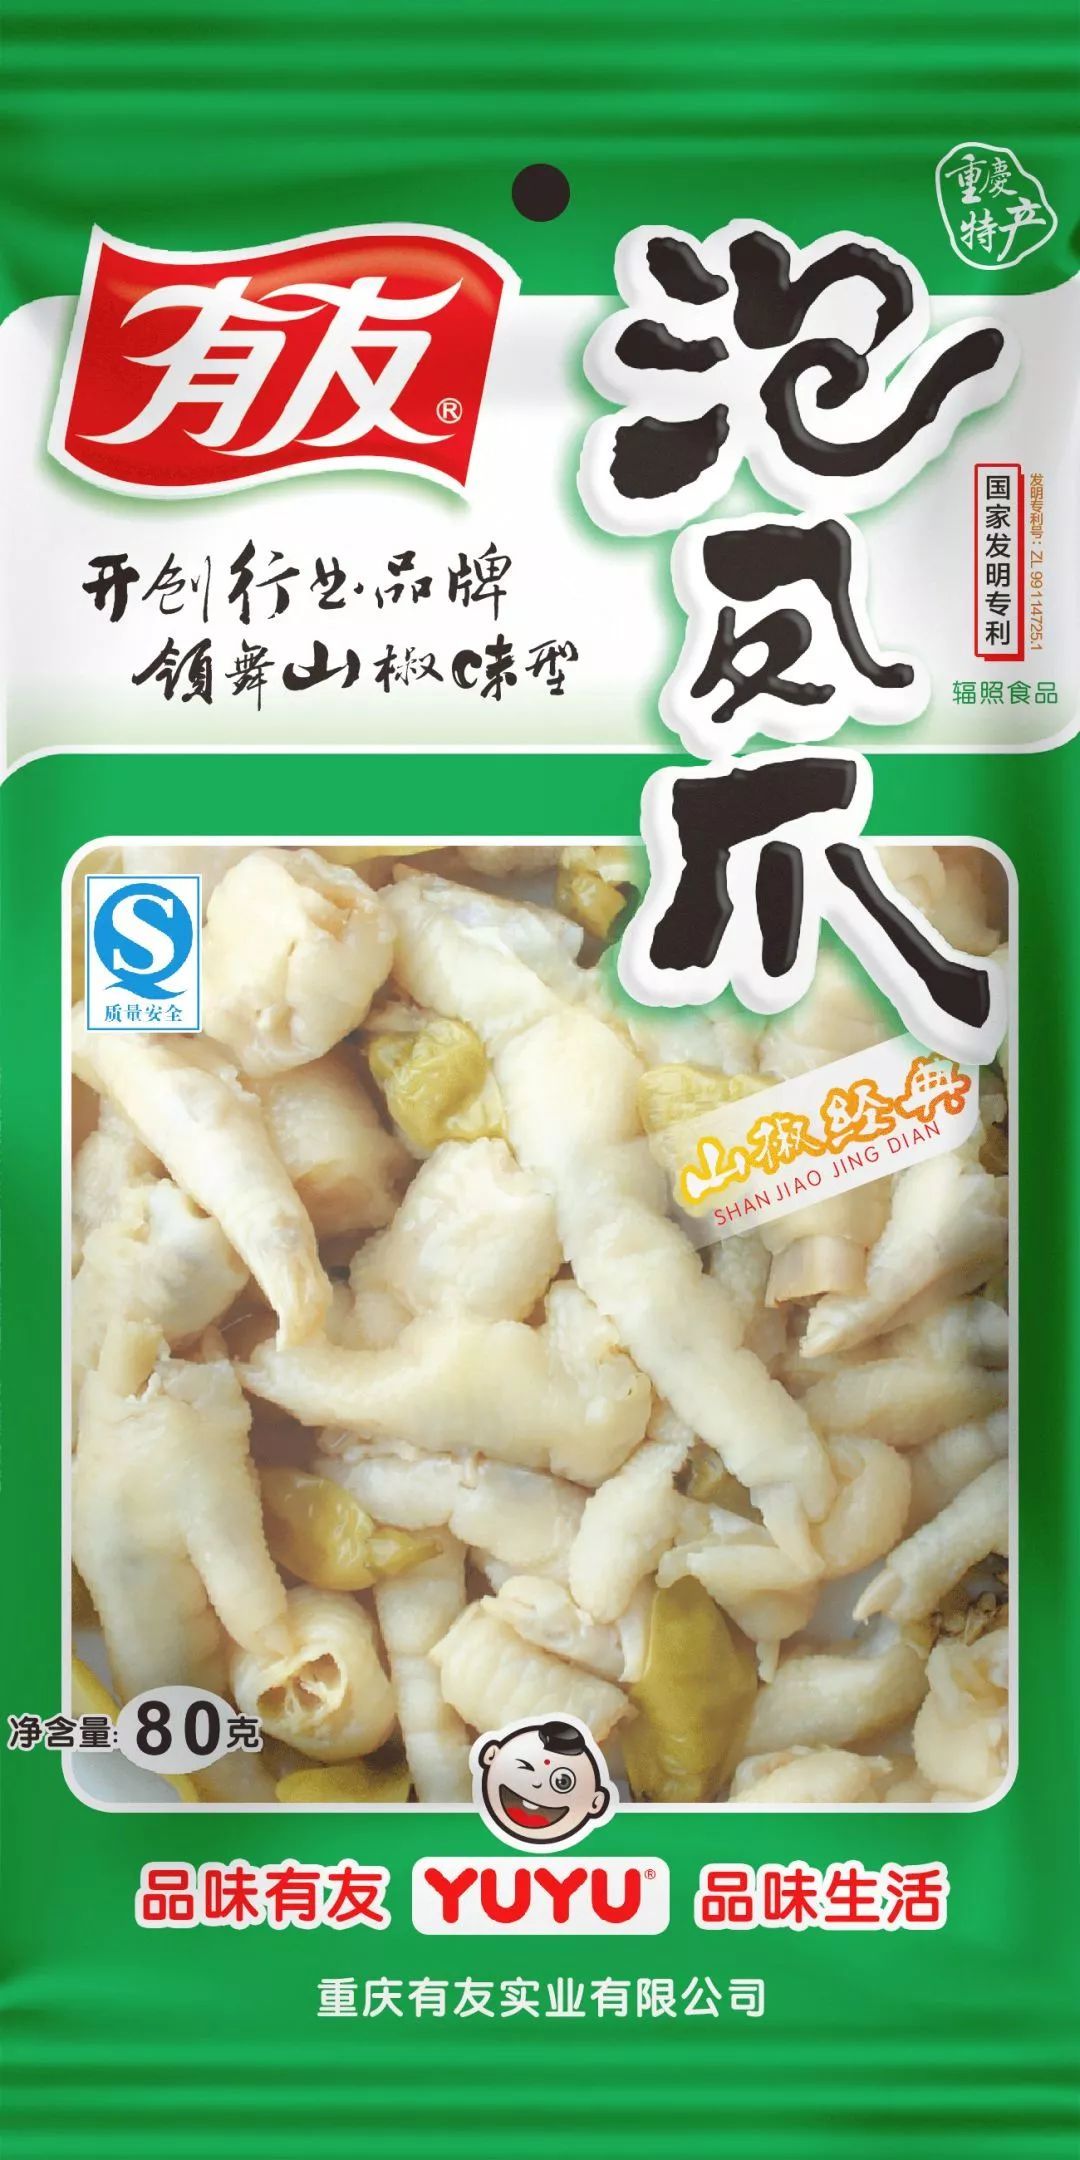 重慶
特产
有友®
泡凤爪
开创行业品牌
领舞山椒味型
国家发明专利
发明专利号：ZL 99114725.1
辐照食品
S
质量安全
山椒经典
SHAN JIAO JING DIAN
净含量：80克
品味有友 YUYU® 品味生活
重庆有友实业有限公司